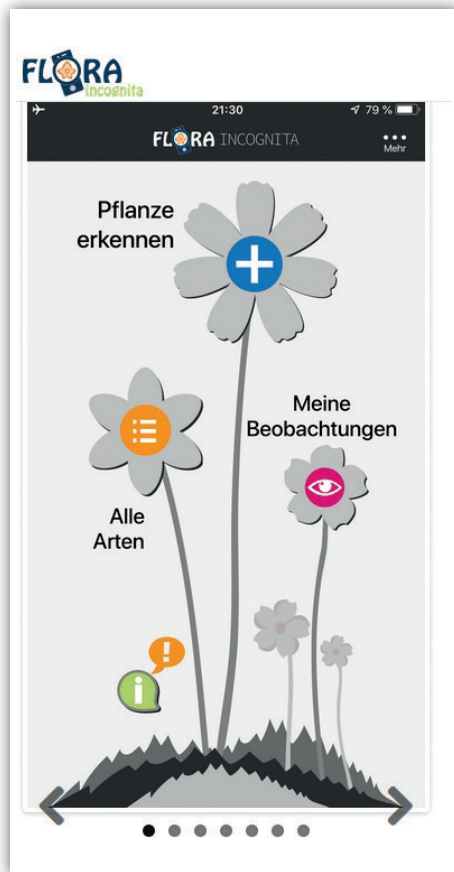 FLORA
incognita
21:30
79 %
FLORA INCOGNITA
Mehr
Pflanze
erkennen
Meine
Beobachtungen
Alle
Arten
!
i